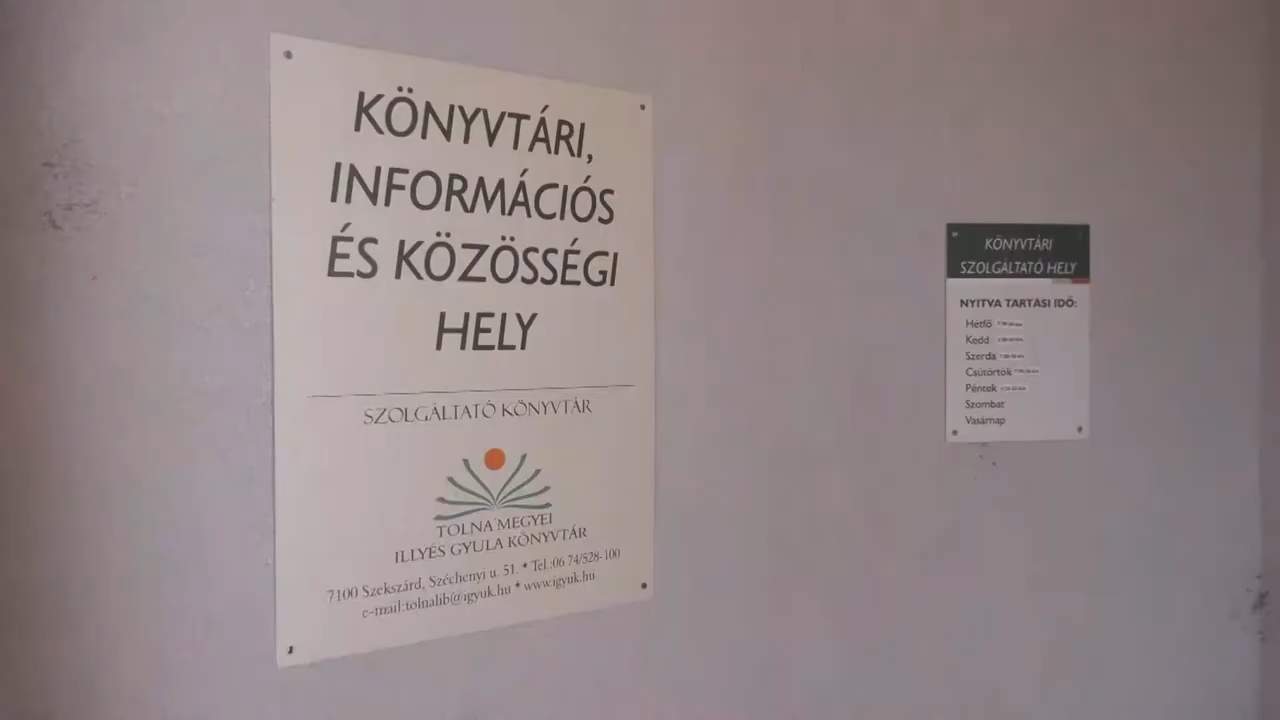 KÖNYVTÁRI,
INFORMÁCIÓS
ÉS KÖZÖSSÉGI
HELY
SZOLGÁLTATÓ KÖNYVTÁR
TOLNA MEGYEI
ILLYÉS GYULA KÖNYVTÁR
7100 Szekszárd, Széchenyi u. 51. * Tel.:06 74/528-100
e-mail:tolnalib@igyuk.hu * www.igyuk.hu
KÖNYVTÁRI
SZOLGÁLTATÓ HELY
NYITVA TARTÁSI IDŐ:
Hétfő
Kedd
Szerda
Csütörtök
Péntek
Szombat
Vasárnap